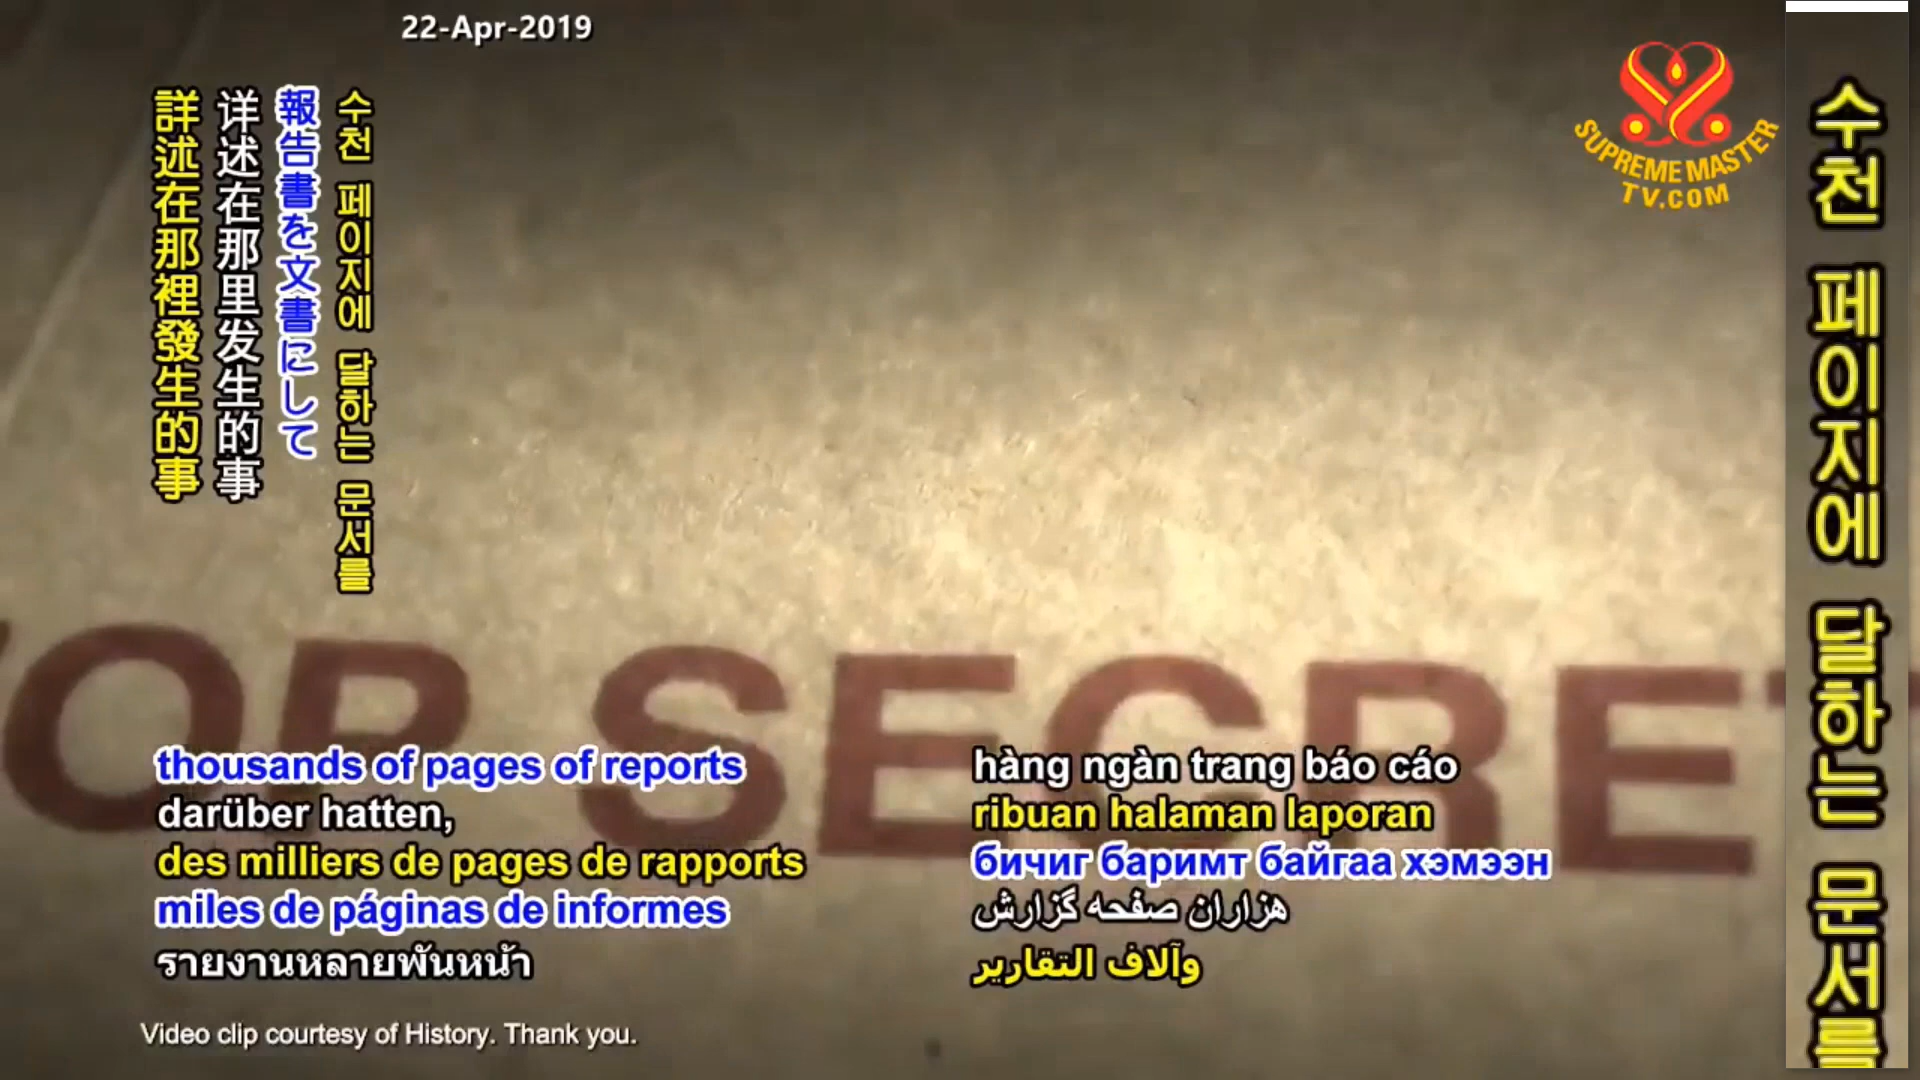 22-Apr-2019
SUPREME MASTER
TV.COM
수천 페이지에 달하는 문서를
報告書を文書にして
详述在那里发生的事
詳述在那裡發生的事
수천 페이지에 달하는 문서를
TOP SECRET
thousands of pages of reports
darüber hatten,
des milliers de pages de rapports
miles de páginas de informes
รายงานหลายพันหน้า
hàng ngàn trang báo cáo
ribuan halaman laporan
бичиг баримт байгаа хэмээн
هزاران صفحه گزارش
وآلاف التقارير
Video clip courtesy of History. Thank you.